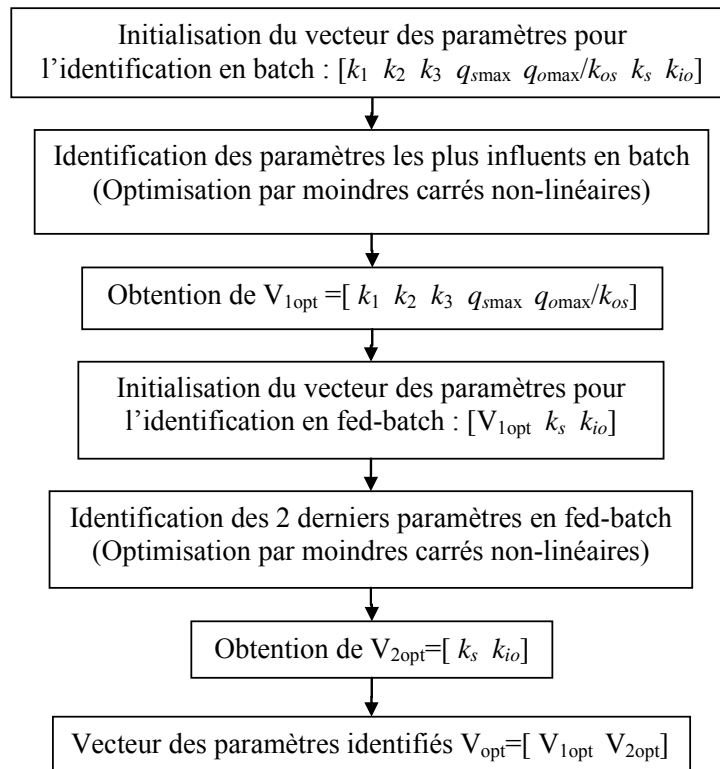 Initialisation du vecteur des paramètres pour
l’identification en batch : [k₁ k₂ k₃ qₛmax qₒmax/kₒₛ kₛ kᵢₒ]
Identification des paramètres les plus influents en batch
(Optimisation par moindres carrés non-linéaires)
Obtention de V₁opt =[ k₁ k₂ k₃ qₛmax qₒmax/kₒₛ]
Initialisation du vecteur des paramètres pour
l’identification en fed-batch : [V₁opt kₛ kᵢₒ]
Identification des 2 derniers paramètres en fed-batch
(Optimisation par moindres carrés non-linéaires)
Obtention de V₂opt=[ kₛ kᵢₒ]
Vecteur des paramètres identifiés Vopt=[ V₁opt V₂opt]